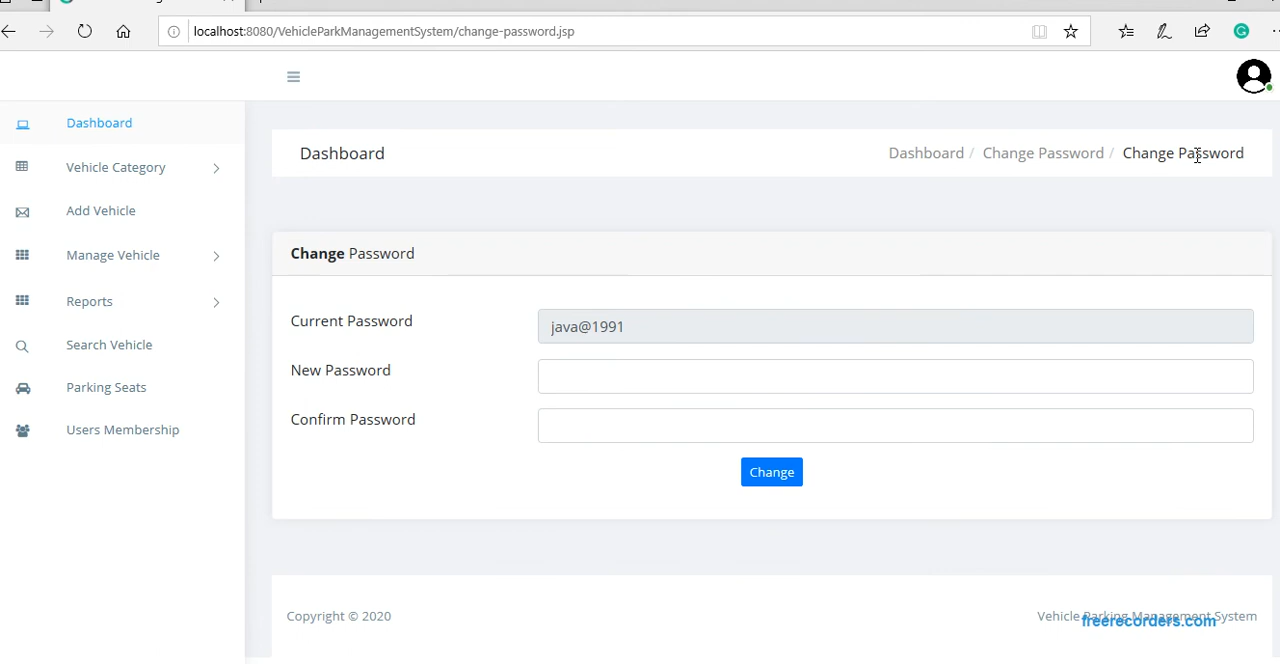 localhost:8080/VehicleParkManagementSystem/change-password.jsp
Dashboard
Vehicle Category
Add Vehicle
Manage Vehicle
Reports
Search Vehicle
Parking Seats
Users Membership
Dashboard
Dashboard / Change Password / Change Password
Change Password
Current Password
java@1991
New Password
Confirm Password
Change
Copyright © 2020
Vehicle Parking Management System
freerecorders.com